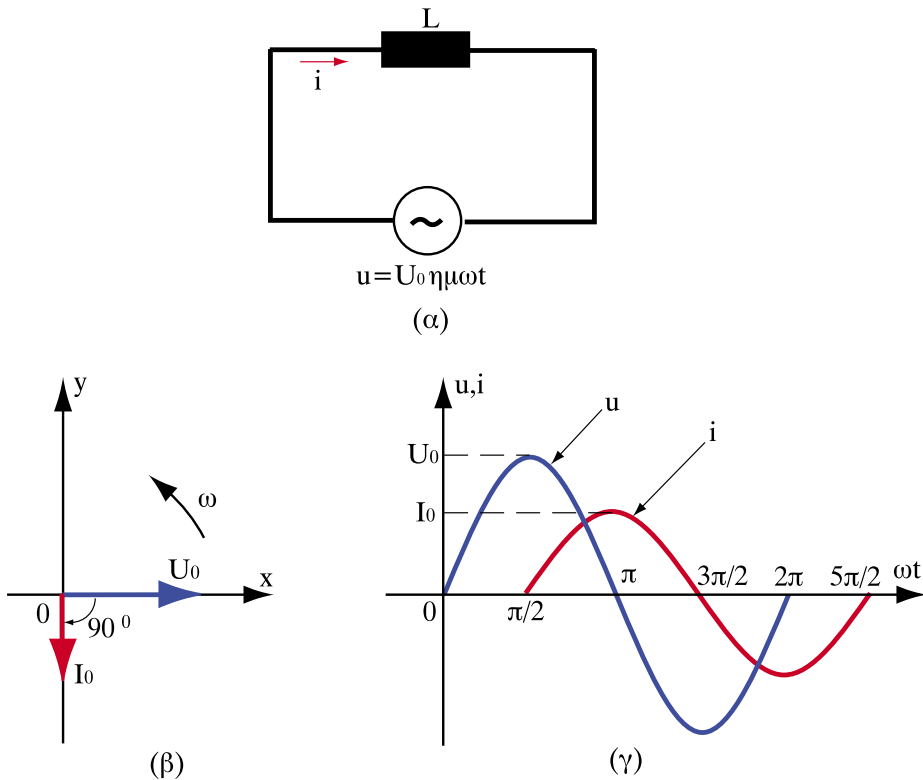 L
i
u=U₀ ημωt
(α)
y
ω
U₀
x
0
90⁰
I₀
(β)
u,i
u
i
U₀
I₀
0
π/2
π
3π/2
2π
5π/2
ωt
(γ)